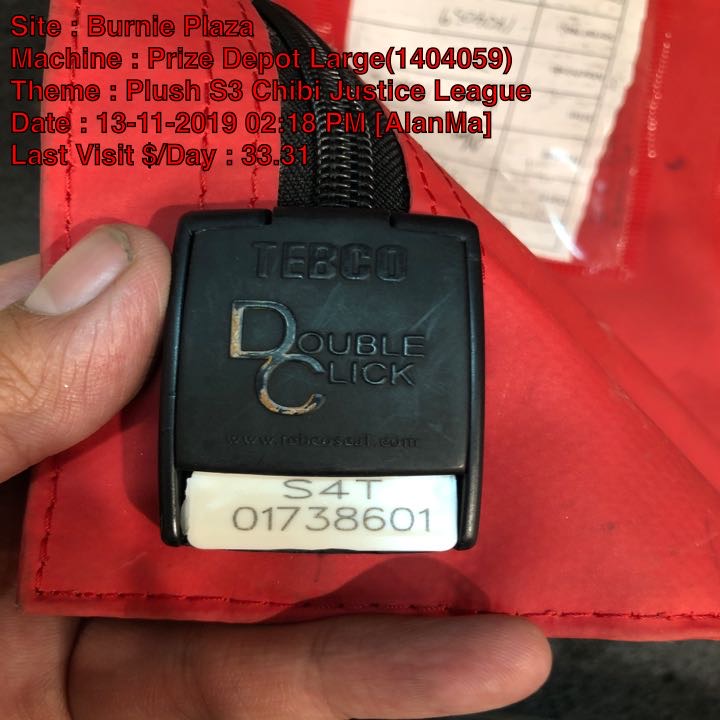 Site : Burnie Plaza
Machine : Prize Depot Large(1404059)
Theme : Plush S3 Chibi Justice League
Date : 13-11-2019 02:18 PM [AlanMa]
Last Visit $/Day : 33.31
TEBCO
DOUBLE
CLICK
www.tebcoseal.com
S4T
01738601